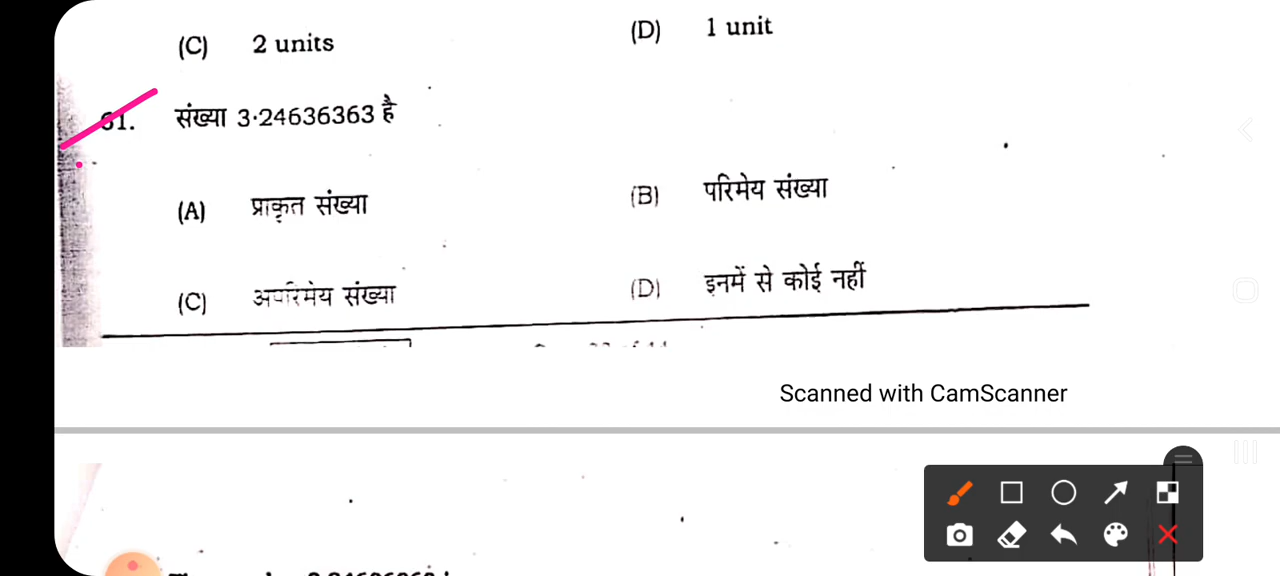 (C) 2 units (D) 1 unit
61. संख्या 3·24636363 है
(A) प्राकृत संख्या (B) परिमेय संख्या
(C) अपरिमेय संख्या (D) इनमें से कोई नहीं
Scanned with CamScanner